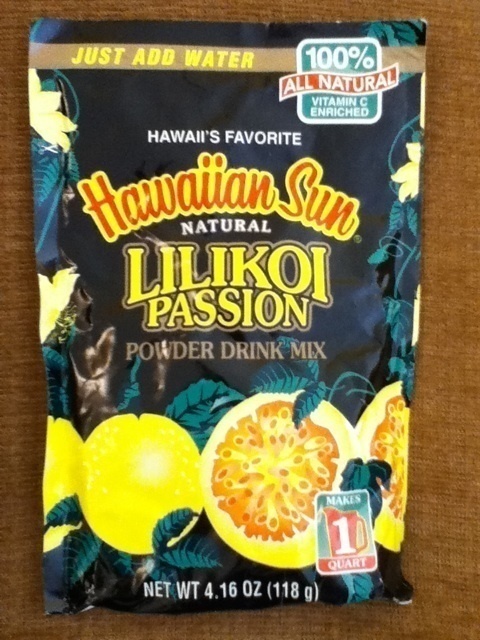 JUST ADD WATER
100%
ALL NATURAL
VITAMIN C
ENRICHED
HAWAII'S FAVORITE
Hawaiian Sun®
NATURAL
LILIKOI
PASSION
POWDER DRINK MIX
MAKES
1
QUART
NET WT 4.16 OZ (118 g)